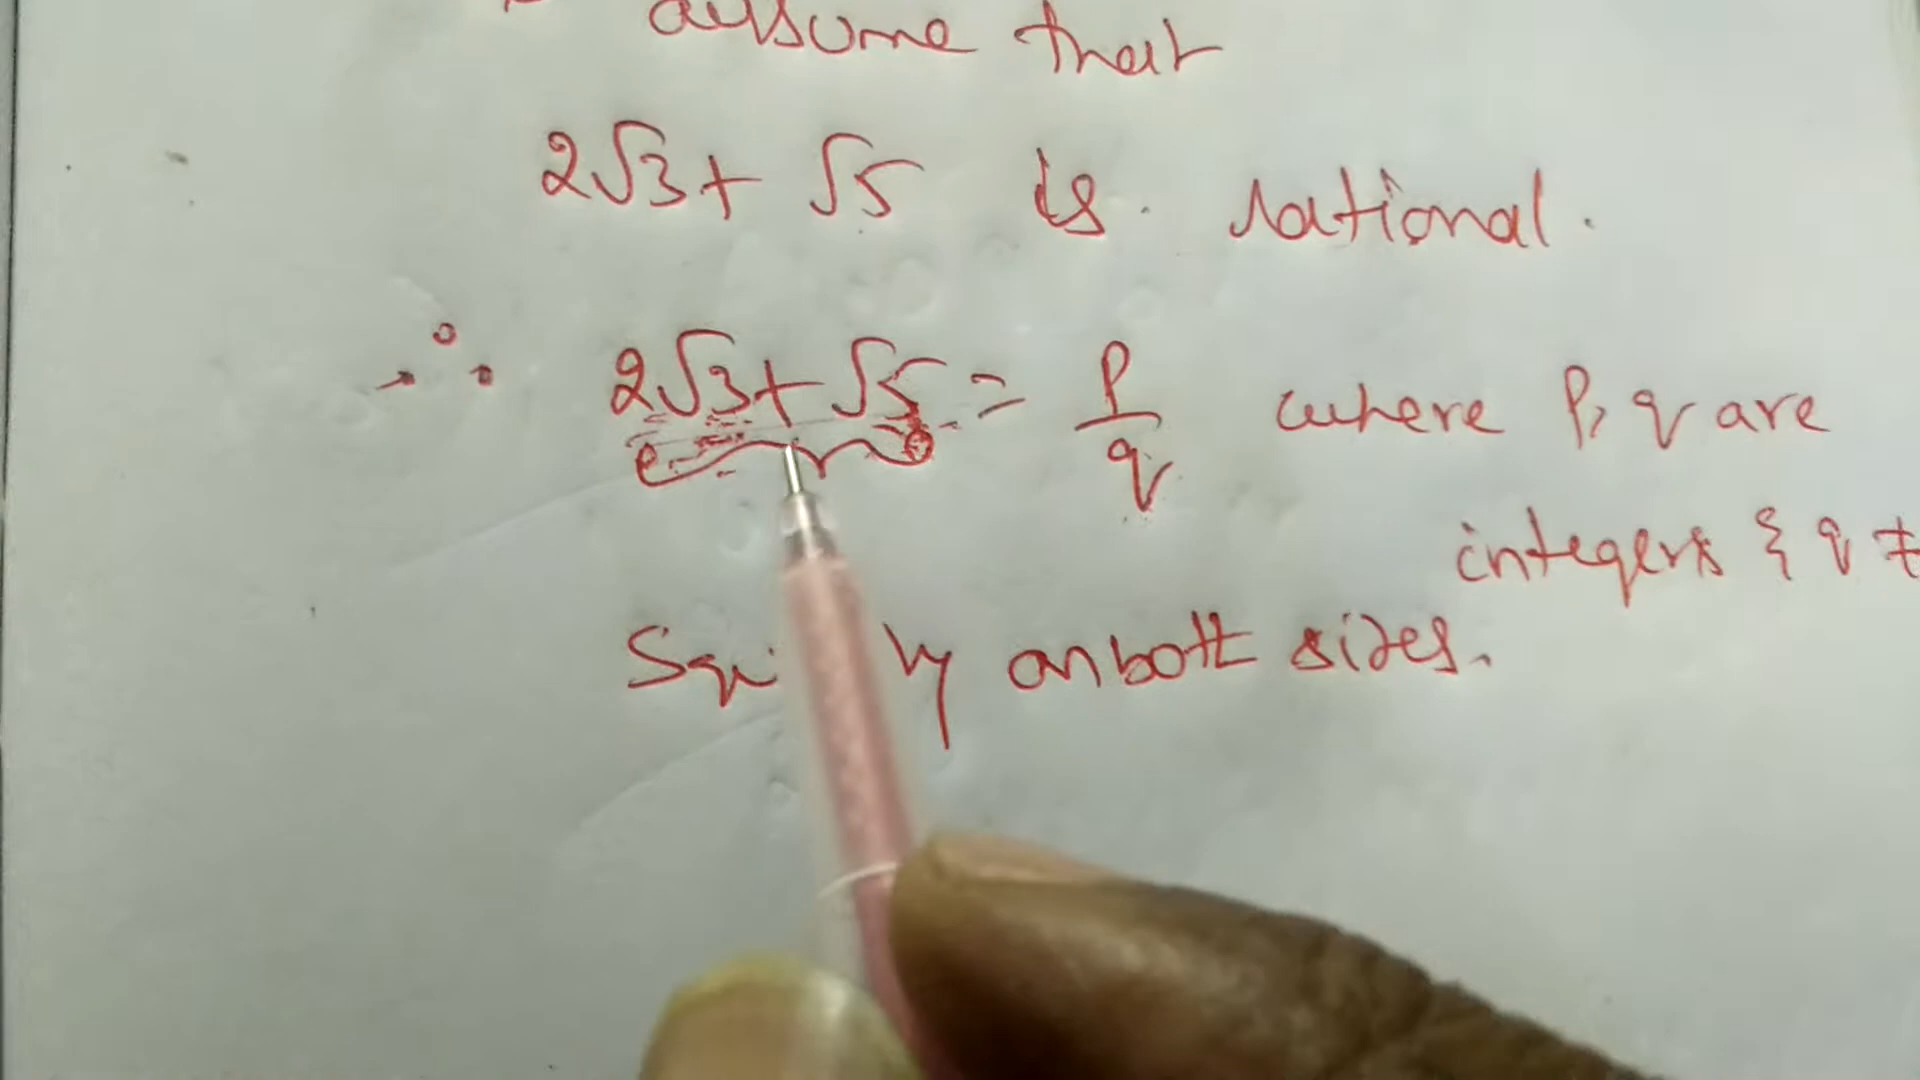 assume that
2√3 + √5 is rational.
∴ 2√3 + √5 = p/q where p, q are
integers & q ≠
on both sides.